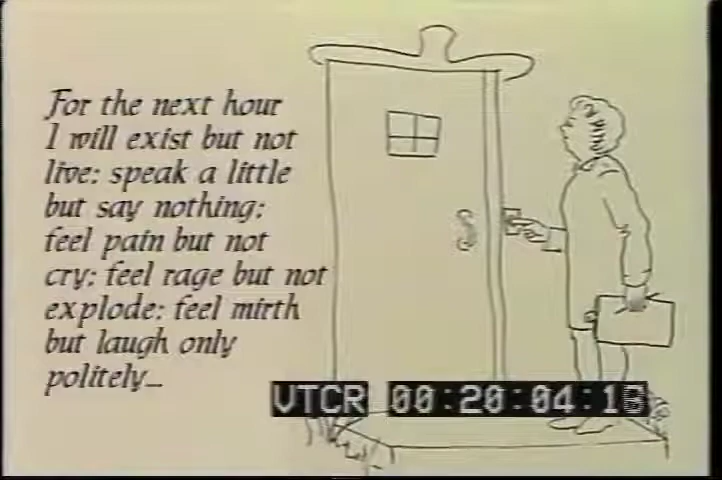 For the next hour
I will exist but not
live: speak a little
but say nothing:
feel pain but not
cry: feel rage but not
explode: feel mirth
but laugh only
politely...
VTCR 00:20:04:1